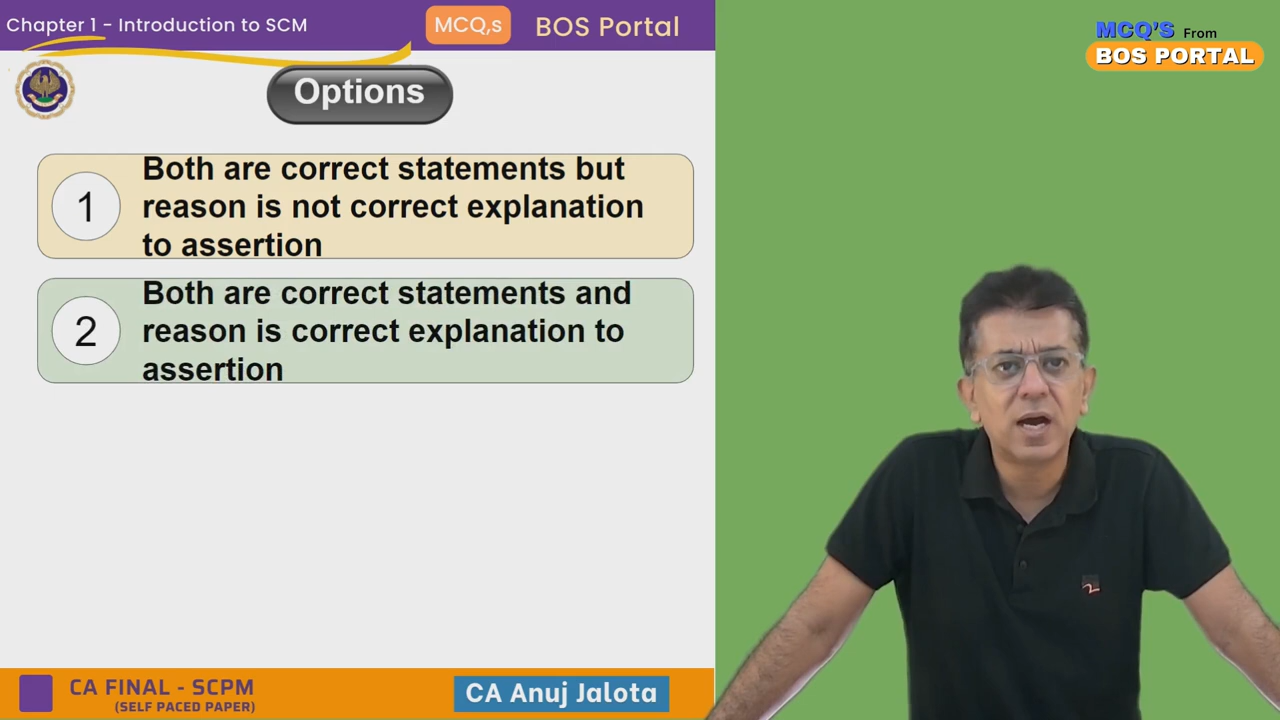 Chapter 1 - Introduction to SCM
MCQ,s
BOS Portal
MCQ'S From
BOS PORTAL
Options
1
Both are correct statements but
reason is not correct explanation
to assertion
2
Both are correct statements and
reason is correct explanation to
assertion
CA FINAL - SCPM
(SELF PACED PAPER)
CA Anuj Jalota